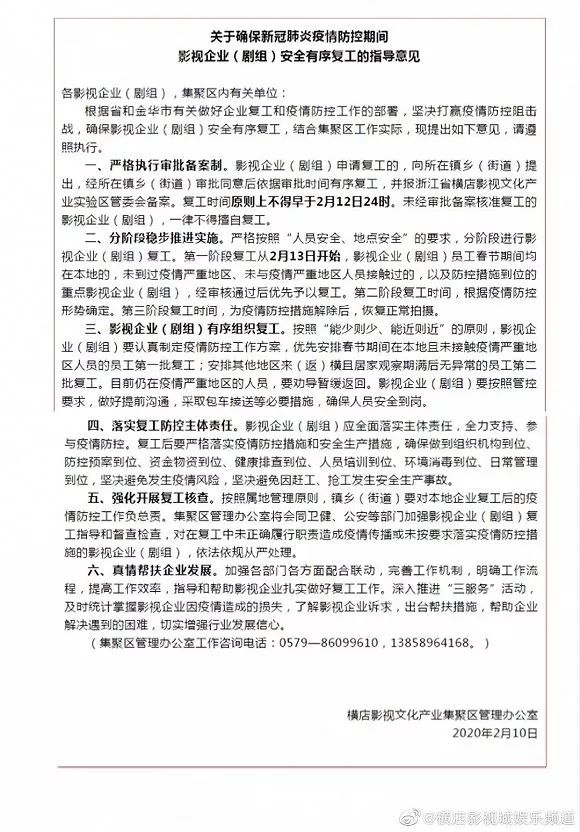 关于确保新冠肺炎疫情防控期间
影视企业（剧组）安全有序复工的指导意见
各影视企业（剧组），集聚区内有关单位：
根据省和金华市有关做好企业复工和疫情防控工作的部署，坚决打赢疫情防控阻击
战，确保影视企业（剧组）安全有序复工，结合集聚区工作实际，现提出如下意见，请遵
照执行。
一、严格执行审批备案制。影视企业（剧组）申请复工的，向所在镇乡（街道）提
出，经所在镇乡（街道）审批同意后依据审批时间有序复工，并报浙江省横店影视文化产
业实验区管委会备案。复工时间原则上不得早于2月12日24时。未经审批备案核准复工的
影视企业（剧组），一律不得擅自复工。
二、分阶段稳步推进实施。严格按照“人员安全、地点安全”的要求，分阶段进行影
视企业（剧组）复工。第一阶段复工从2月13日开始，影视企业（剧组）员工春节期间均
在本地的，未到过疫情严重地区、未与疫情严重地区人员接触过的，以及防控措施到位的
重点影视企业（剧组），经审核通过后优先予以复工。第二阶段复工时间，根据疫情防控
形势确定。第三阶段复工时间，为疫情防控措施解除后，恢复正常拍摄。
三、影视企业（剧组）有序组织复工。按照“能少则少、能近则近”的原则，影视企
业（剧组）要认真制定疫情防控工作方案，优先安排春节期间在本地且未接触疫情严重地
区人员的员工第一批复工；安排其他地区来（返）横且居家观察期满后无异常的员工第二
批复工。目前仍在疫情严重地区的人员，要劝导暂缓返回。影视企业（剧组）要按照管控
要求，做好提前沟通，采取包车接送等必要措施，确保人员安全到岗。
四、落实复工防控主体责任。影视企业（剧组）应全面落实主体责任，全力支持、参
与疫情防控。复工后要严格落实疫情防控措施和安全生产措施，确保做到组织机构到位、
防控预案到位、资金物资到位、健康排查到位、人员培训到位、环境消毒到位、日常管理
到位，坚决避免发生疫情风险，坚决避免因赶工、抢工发生安全生产事故。
五、强化开展复工核查。按照属地管理原则，镇乡（街道）要对本地企业复工后的疫
情防控工作负总责。集聚区管理办公室将会同卫健、公安等部门加强影视企业（剧组）复
工指导和督查检查，对在复工中未正确履行职责造成疫情传播或未按要求落实疫情防控措
施的影视企业（剧组），依法依规从严处理。
六、真情帮扶企业发展。加强各部门各方面配合联动，完善工作机制，明确工作流
程，提高工作效率，指导和帮助影视企业扎实做好复工工作。深入推进“三服务”活动，
及时统计掌握影视企业因疫情造成的损失，了解影视企业诉求，出台帮扶措施，帮助企业
解决遇到的困难，切实增强行业发展信心。
（集聚区管理办公室工作咨询电话：0579—86099610，13858964168。）
横店影视文化产业集聚区管理办公室
2020年2月10日
@横店影视城娱乐频道